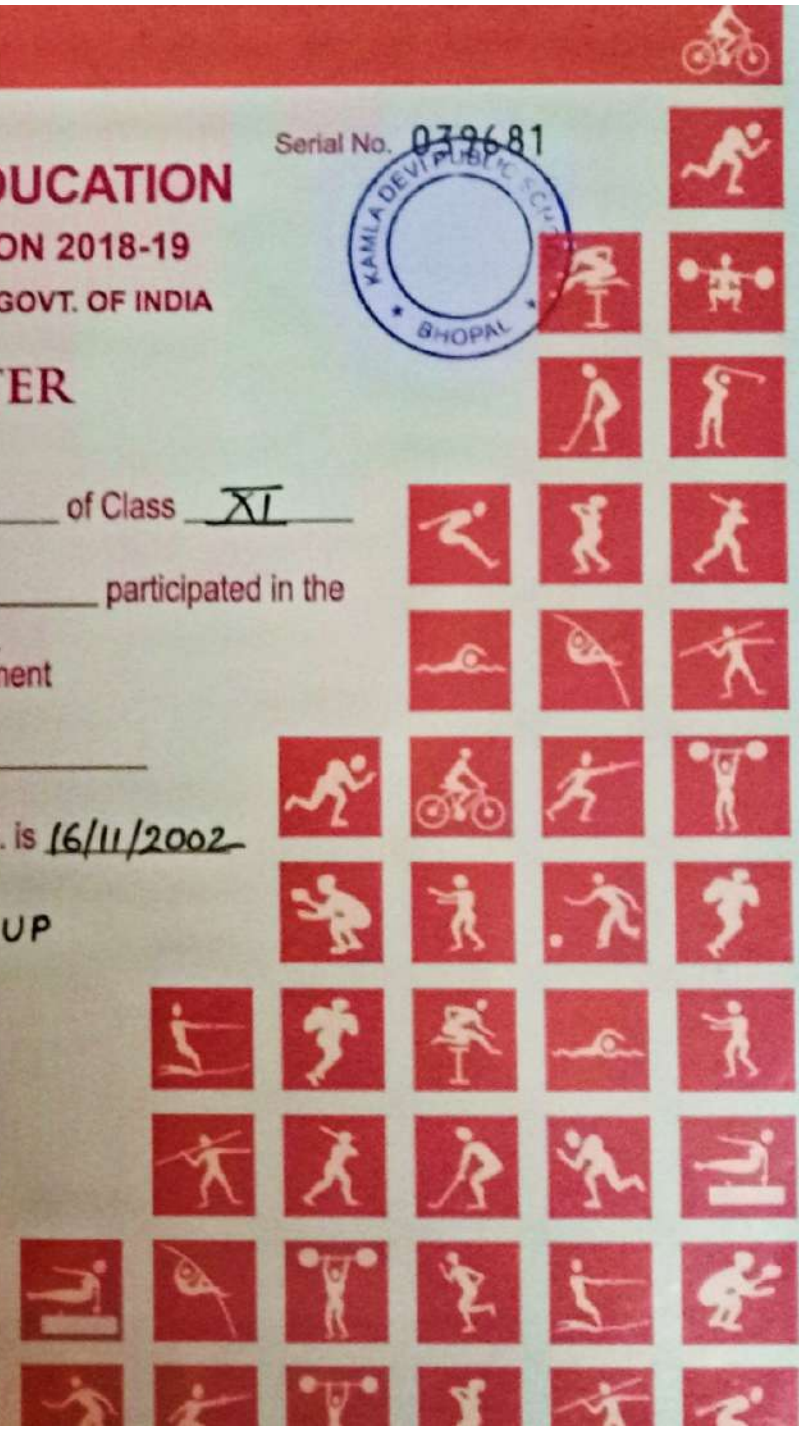 Serial No. 039681
KAMLA DEVI PUBLIC SCHOOL
BHOPAL
DUCATION
ON 2018-19
GOVT. OF INDIA
TER
of Class XI
participated in the
ment
. is 16/11/2002
UP